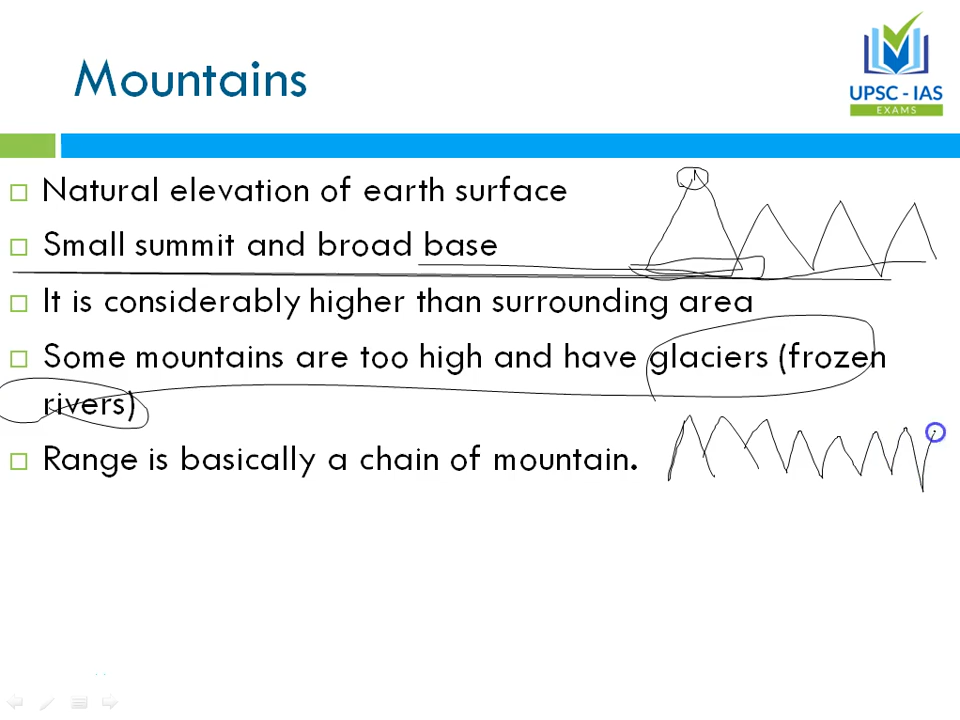 Mountains
UPSC - IAS
EXAMS
Natural elevation of earth surface
Small summit and broad base
It is considerably higher than surrounding area
Some mountains are too high and have glaciers (frozen
rivers)
Range is basically a chain of mountain.